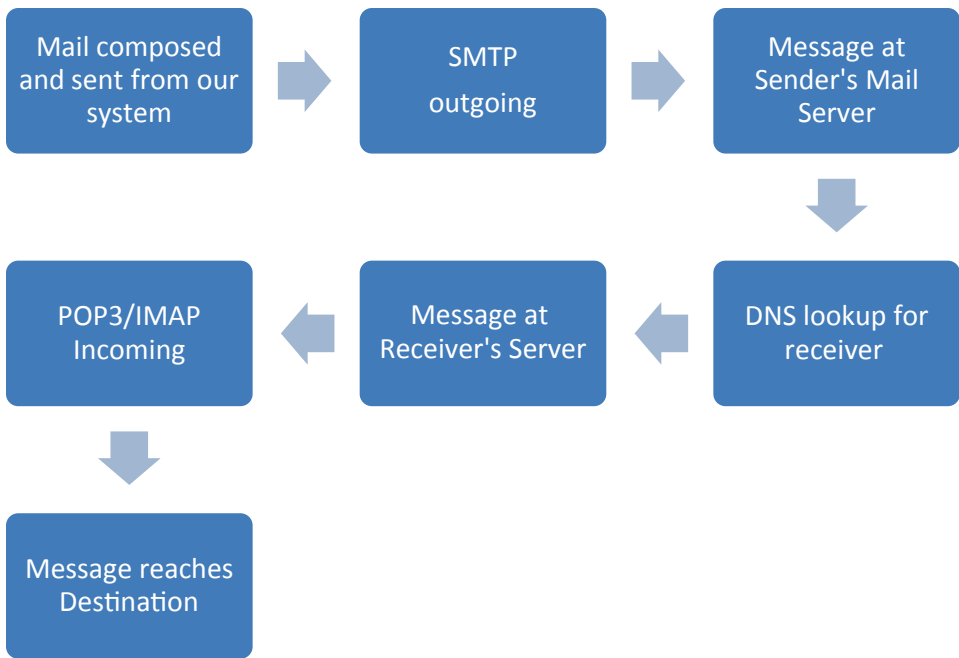 Mail composed
and sent from our
system
SMTP
outgoing
Message at
Sender's Mail
Server
DNS lookup for
receiver
Message at
Receiver's Server
POP3/IMAP
Incoming
Message reaches
Destination